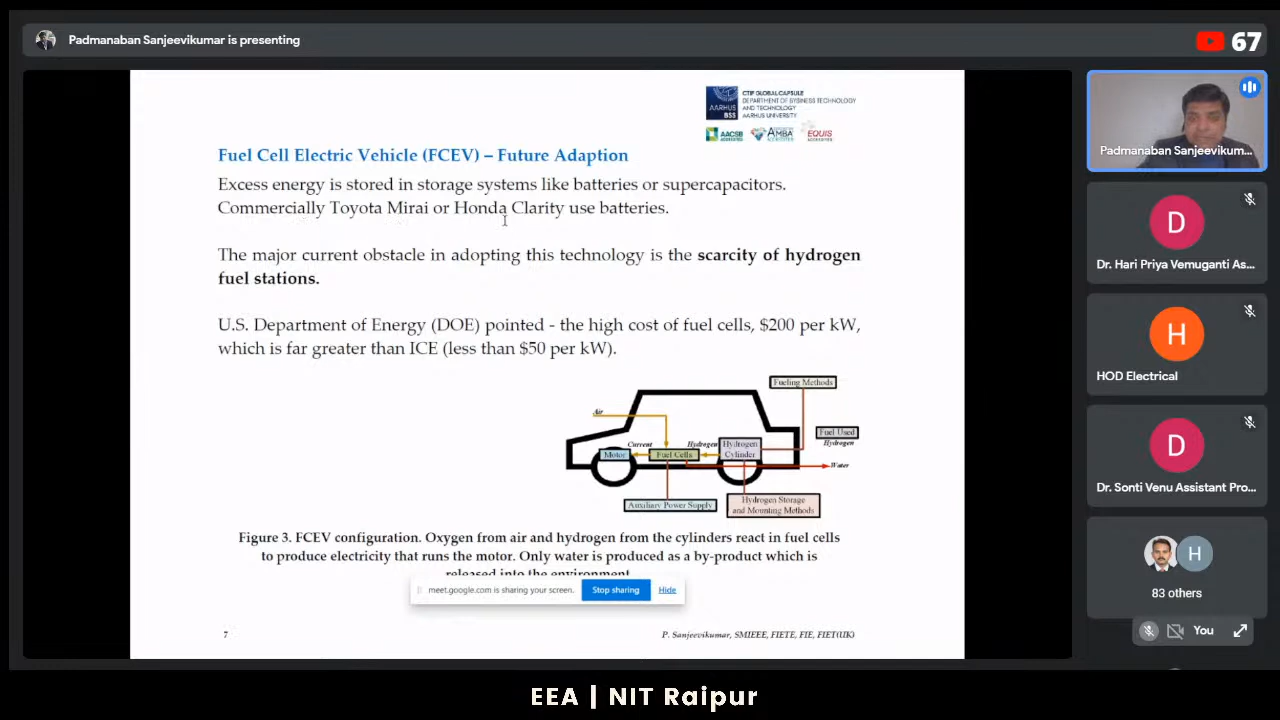 Padmanaban Sanjeevikumar is presenting
67
AARHUS
BSS
CTIF GLOBAL CAPSULE
DEPARTMENT OF BUSINESS TECHNOLOGY
AND TECHNOLOGY
AARHUS UNIVERSITY
AACSB
ACCREDITED
AMBA
ACCREDITED
EQUIS
ACCREDITED
Fuel Cell Electric Vehicle (FCEV) – Future Adaption
Excess energy is stored in storage systems like batteries or supercapacitors.
Commercially Toyota Mirai or Honda Clarity use batteries.
The major current obstacle in adopting this technology is the scarcity of hydrogen
fuel stations.
U.S. Department of Energy (DOE) pointed - the high cost of fuel cells, $200 per kW,
which is far greater than ICE (less than $50 per kW).
Fueling Methods
Air
Fuel Used
Hydrogen
Current
Hydrogen
Hydrogen
Cylinder
Motor
Fuel Cells
Water
Auxiliary Power Supply
Hydrogen Storage
and Mounting Methods
Figure 3. FCEV configuration. Oxygen from air and hydrogen from the cylinders react in fuel cells
to produce electricity that runs the motor. Only water is produced as a by-product which is
released into the environment
meet.google.com is sharing your screen.
Stop sharing
Hide
7
P. Sanjeevikumar, SMIEEE, FIETE, FIE, FIET(UK)
Padmanaban Sanjeevikum...
D
Dr. Hari Priya Vemuganti As...
H
HOD Electrical
D
Dr. Sonti Venu Assistant Pro...
H
83 others
You
EEA | NIT Raipur